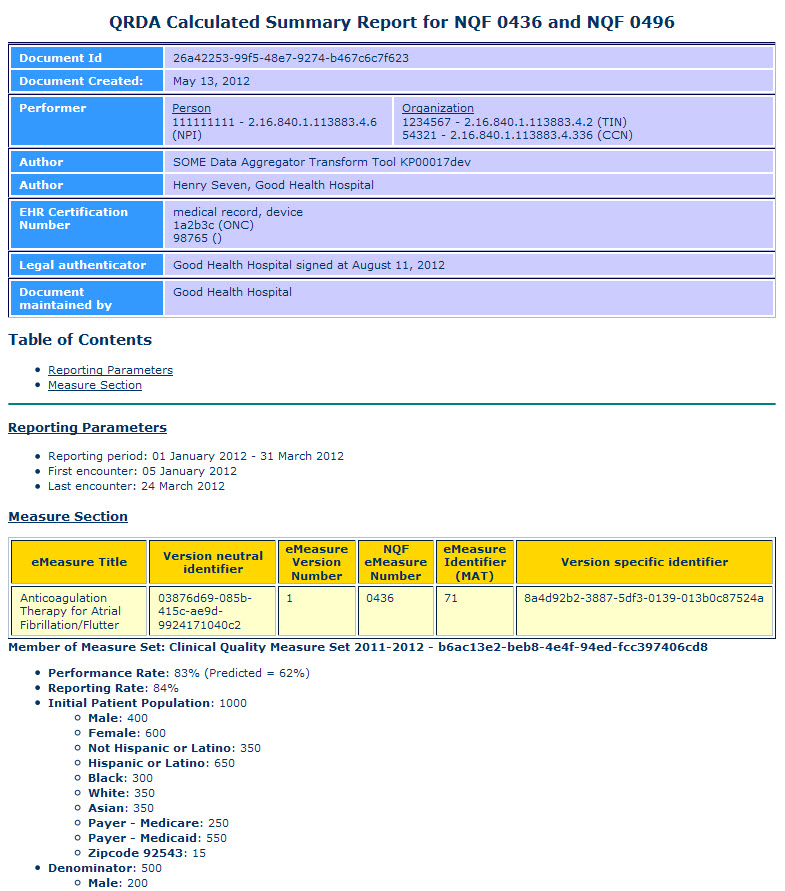 QRDA Calculated Summary Report for NQF 0436 and NQF 0496
Document Id
26a42253-99f5-48e7-9274-b467c6c7f623
Document Created:
May 13, 2012
Performer
Person
111111111 - 2.16.840.1.113883.4.6
(NPI)
Organization
1234567 - 2.16.840.1.113883.4.2 (TIN)
54321 - 2.16.840.1.113883.4.336 (CCN)
Author
SOME Data Aggregator Transform Tool KP00017dev
Author
Henry Seven, Good Health Hospital
EHR Certification
Number
medical record, device
1a2b3c (ONC)
98765 ()
Legal authenticator
Good Health Hospital signed at August 11, 2012
Document
maintained by
Good Health Hospital
Table of Contents
• Reporting Parameters
• Measure Section
Reporting Parameters
• Reporting period: 01 January 2012 - 31 March 2012
• First encounter: 05 January 2012
• Last encounter: 24 March 2012
Measure Section
eMeasure Title
Version neutral
identifier
eMeasure
Version
Number
NQF
eMeasure
Number
eMeasure
Identifier
(MAT)
Version specific identifier
Anticoagulation
Therapy for Atrial
Fibrillation/Flutter
03876d69-085b-
415c-ae9d-
9924171040c2
1
0436
71
8a4d92b2-3887-5df3-0139-013b0c87524a
Member of Measure Set: Clinical Quality Measure Set 2011-2012 - b6ac13e2-beb8-4e4f-94ed-fcc397406cd8
• Performance Rate: 83% (Predicted = 62%)
• Reporting Rate: 84%
• Initial Patient Population: 1000
◦ Male: 400
◦ Female: 600
◦ Not Hispanic or Latino: 350
◦ Hispanic or Latino: 650
◦ Black: 300
◦ White: 350
◦ Asian: 350
◦ Payer - Medicare: 250
◦ Payer - Medicaid: 550
◦ Zipcode 92543: 15
• Denominator: 500
◦ Male: 200